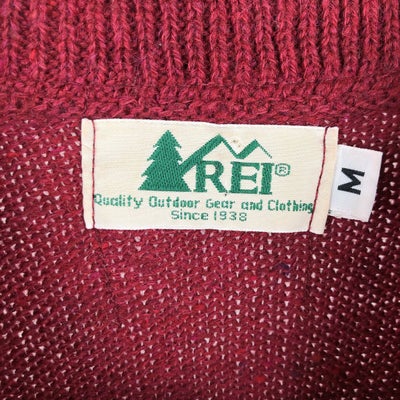 REI®
Quality Outdoor Gear and Clothing
Since 1938
M